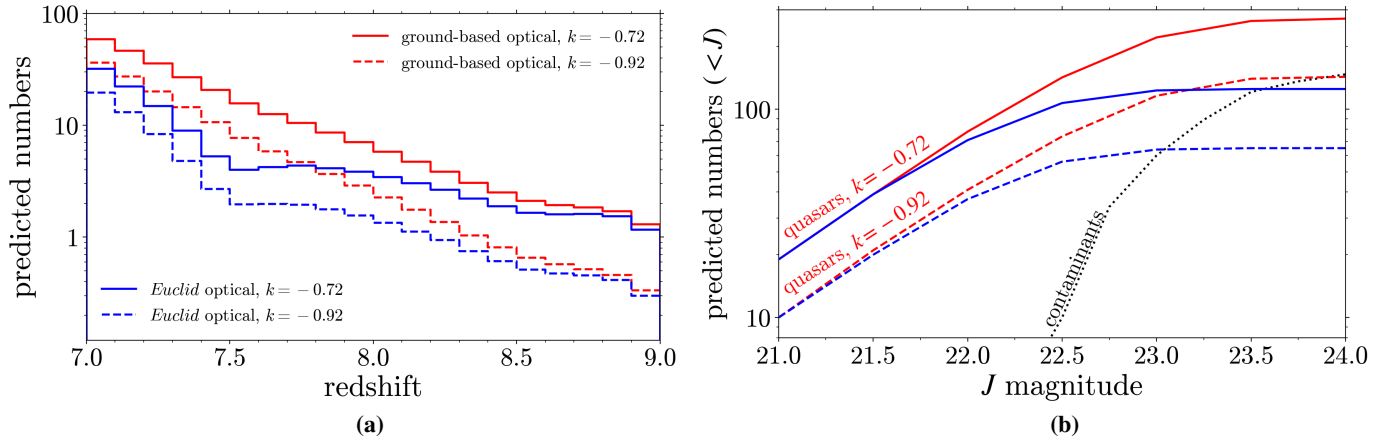 predicted numbers
100
10
1
ground-based optical, k = −0.72
ground-based optical, k = −0.92
Euclid optical, k = −0.72
Euclid optical, k = −0.92
7.0 7.5 8.0 8.5 9.0
redshift
(a)
predicted numbers (<J)
100
10
quasars, k = −0.72
quasars, k = −0.92
contaminants
21.0 21.5 22.0 22.5 23.0 23.5 24.0
J magnitude
(b)